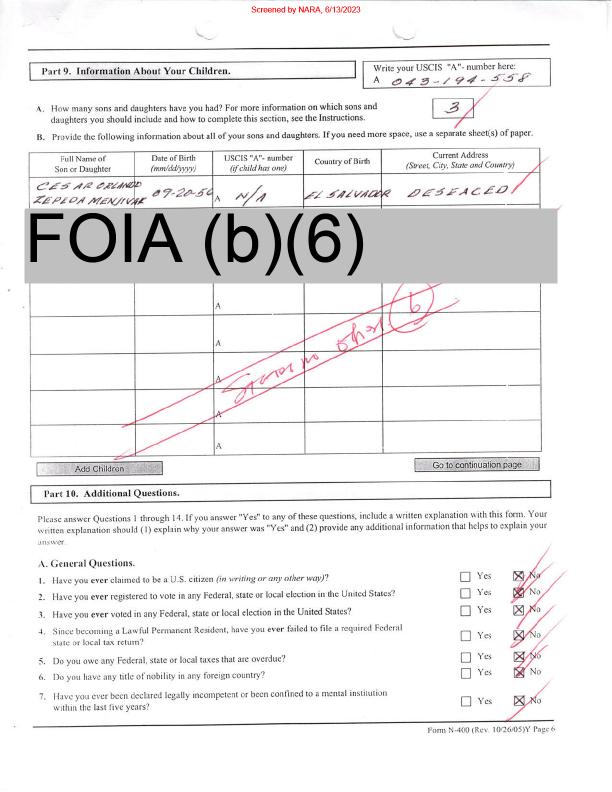 Screened by NARA, 6/13/2023
Part 9. Information About Your Children.
Write your USCIS "A"- number here:
A 043-194-558
A. How many sons and daughters have you had? For more information on which sons and
daughters you should include and how to complete this section, see the Instructions.
3
B. Provide the following information about all of your sons and daughters. If you need more space, use a separate sheet(s) of paper.
Full Name of Son or Daughter
Date of Birth (mm/dd/yyyy)
USCIS "A"- number (if child has one)
Country of Birth
Current Address (Street, City, State and Country)
CESAR ORLANDO
ZEPEDA MENJIVAR
09-20-56
A N/A
EL SALVADOR
DESEACED
FOIA (b)(6)
A
A
A
A
A
Add Children
Go to continuation page
Part 10. Additional Questions.
Please answer Questions 1 through 14. If you answer "Yes" to any of these questions, include a written explanation with this form. Your
written explanation should (1) explain why your answer was "Yes" and (2) provide any additional information that helps to explain your
answer.
A. General Questions.
1. Have you ever claimed to be a U.S. citizen (in writing or any other way)? Yes No
2. Have you ever registered to vote in any Federal, state or local election in the United States? Yes No
3. Have you ever voted in any Federal, state or local election in the United States? Yes No
4. Since becoming a Lawful Permanent Resident, have you ever failed to file a required Federal
state or local tax return? Yes No
5. Do you owe any Federal, state or local taxes that are overdue? Yes No
6. Do you have any title of nobility in any foreign country? Yes No
7. Have you ever been declared legally incompetent or been confined to a mental institution
within the last five years? Yes No
Form N-400 (Rev. 10/26/05)Y Page 6